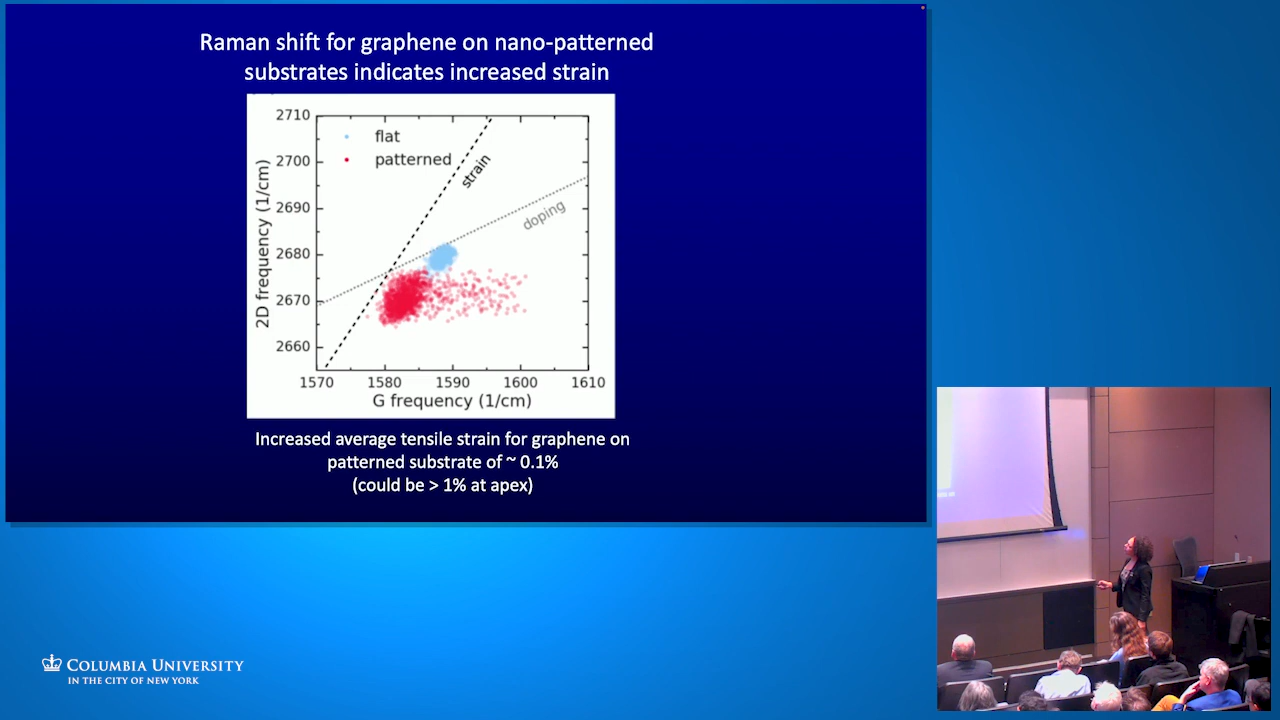 Raman shift for graphene on nano-patterned
substrates indicates increased strain
2710
2700
2690
2680
2670
2660
2D frequency (1/cm)
flat
patterned
strain
doping
1570 1580 1590 1600 1610
G frequency (1/cm)
Increased average tensile strain for graphene on
patterned substrate of ~ 0.1%
(could be > 1% at apex)
COLUMBIA UNIVERSITY
IN THE CITY OF NEW YORK